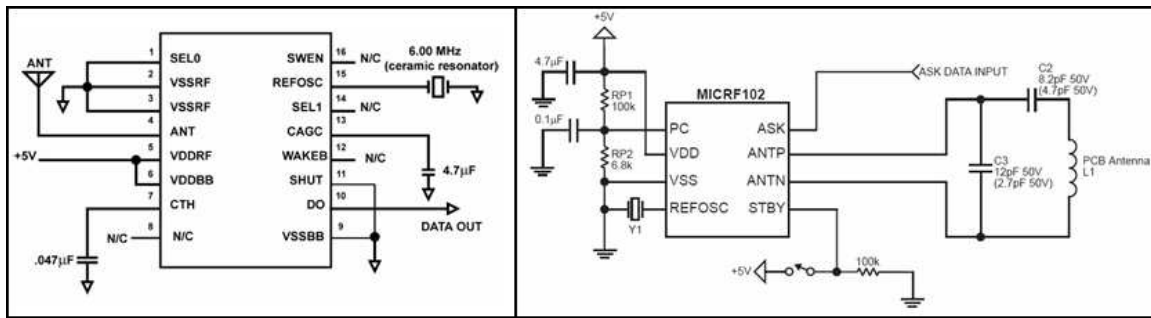 ANT
+5V
.047µF
N/C
1
2
3
4
5
6
7
8
SEL0
VSSRF
VSSRF
ANT
VDDRF
VDDBB
CTH
N/C
SWEN
REFOSC
SEL1
CAGC
WAKEB
SHUT
DO
VSSBB
16
15
14
13
12
11
10
9
N/C
6.00 MHz
(ceramic resonator)
N/C
N/C
4.7µF
DATA OUT
+5V
4.7µF
RP1
100k
0.1µF
RP2
6.8k
Y1
MICRF102
PC
VDD
VSS
REFOSC
ASK
ANTP
ANTN
STBY
ASK DATA INPUT
C2
8.2pF 50V
(4.7pF 50V)
C3
12pF 50V
(2.7pF 50V)
PCB Antenna
L1
+5V
100k